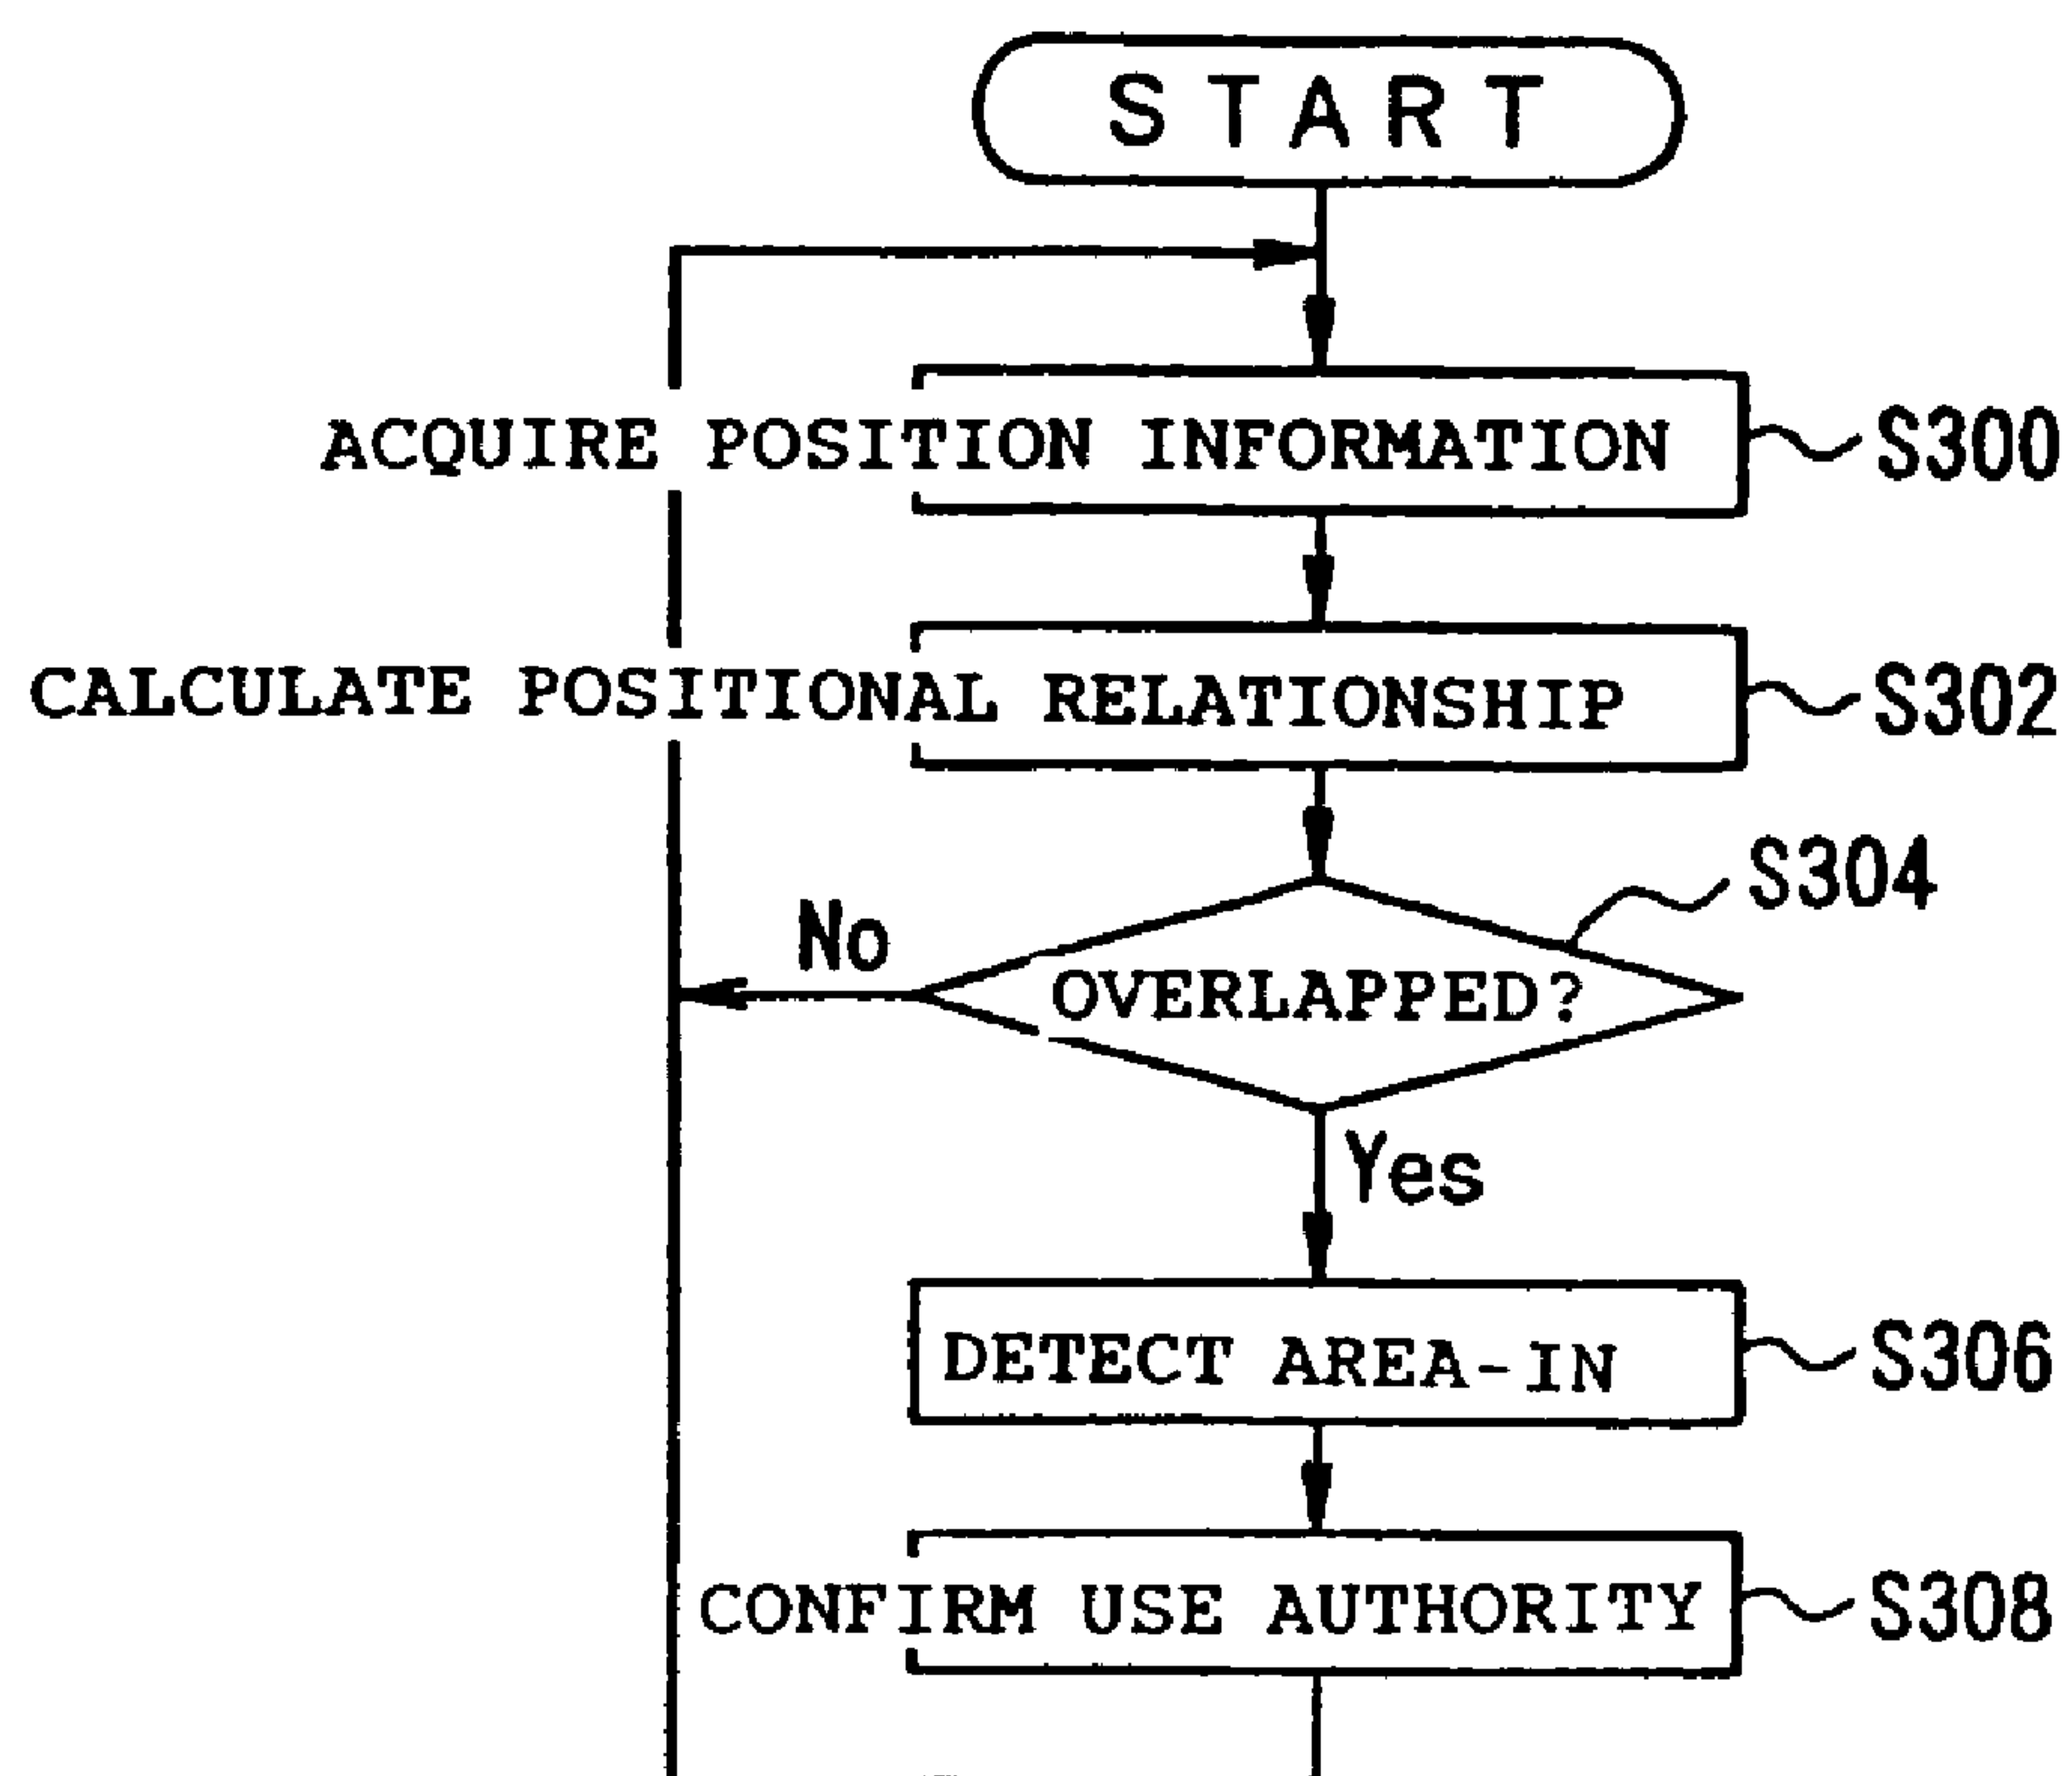 START
ACQUIRE POSITION INFORMATION S300
CALCULATE POSITIONAL RELATIONSHIP S302
S304
No
OVERLAPPED?
Yes
DETECT AREA-IN S306
CONFIRM USE AUTHORITY S308